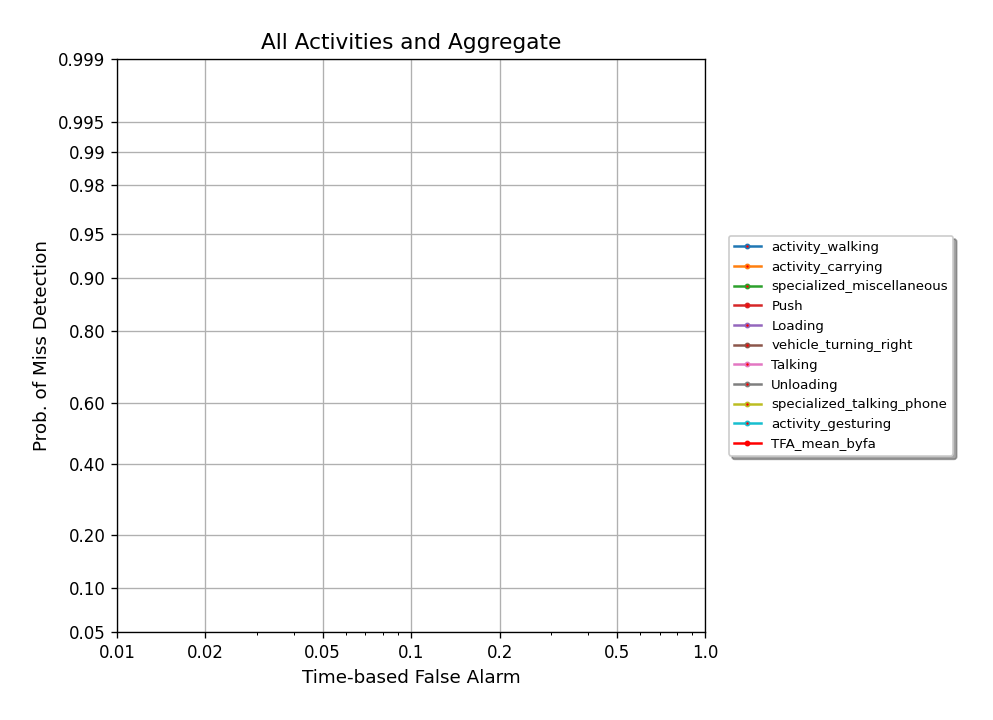 All Activities and Aggregate
0.999
0.995
0.99
0.98
0.95
0.90
0.80
0.60
0.40
0.20
0.10
0.05
Prob. of Miss Detection
0.01 0.02 0.05 0.1 0.2 0.5 1.0
Time-based False Alarm
activity_walking
activity_carrying
specialized_miscellaneous
Push
Loading
vehicle_turning_right
Talking
Unloading
specialized_talking_phone
activity_gesturing
TFA_mean_byfa